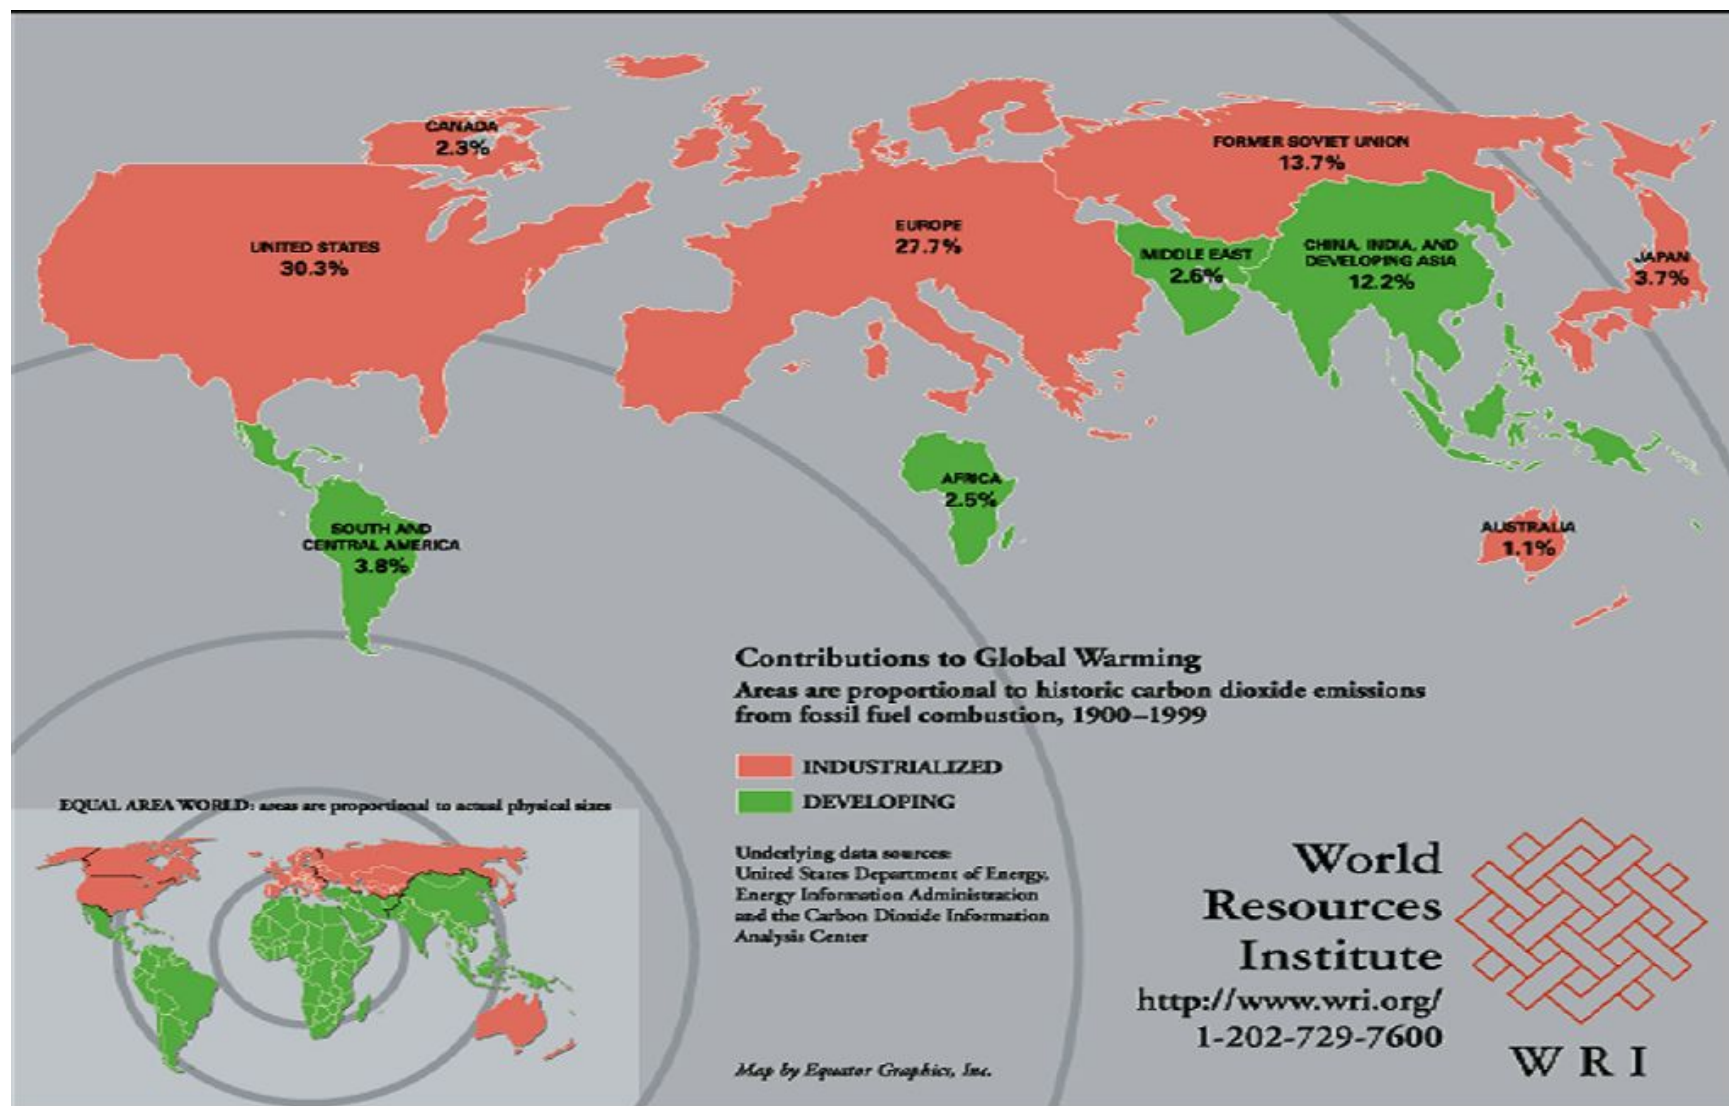 CANADA
2.3%
UNITED STATES
30.3%
EUROPE
27.7%
FORMER SOVIET UNION
13.7%
MIDDLE EAST
2.6%
CHINA, INDIA, AND
DEVELOPING ASIA
12.2%
JAPAN
3.7%
AFRICA
2.5%
SOUTH AND
CENTRAL AMERICA
3.8%
AUSTRALIA
1.1%
Contributions to Global Warming
Areas are proportional to historic carbon dioxide emissions
from fossil fuel combustion, 1900–1999
INDUSTRIALIZED
DEVELOPING
EQUAL AREA WORLD: areas are proportional to actual physical sizes
Underlying data sources:
United States Department of Energy,
Energy Information Administration
and the Carbon Dioxide Information
Analysis Center
Map by Equator Graphics, Inc.
World
Resources
Institute
http://www.wri.org/
1-202-729-7600
W R I